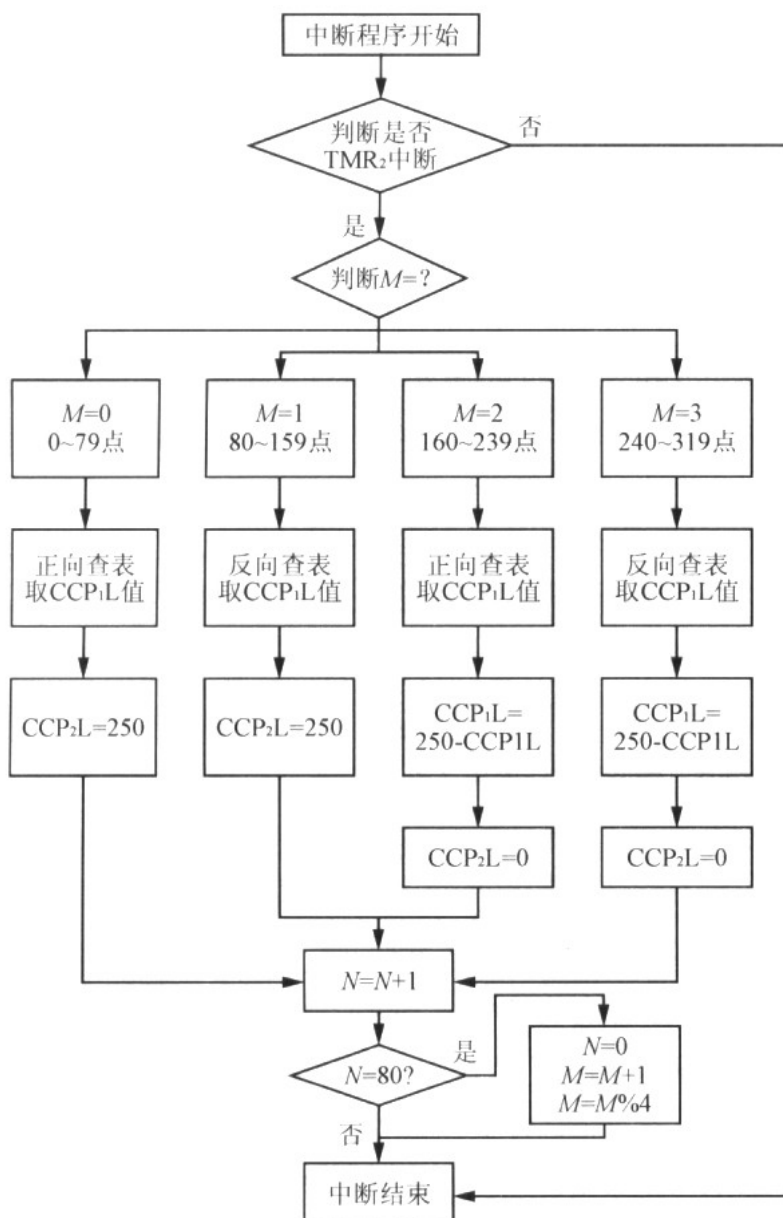 中断程序开始
判断是否
TMR₂中断
否
是
判断M=?
M=0
0~79点
M=1
80~159点
M=2
160~239点
M=3
240~319点
正向查表
取CCP₁L值
反向查表
取CCP₁L值
正向查表
取CCP₁L值
反向查表
取CCP₁L值
CCP₂L=250
CCP₂L=250
CCP₁L=
250-CCP1L
CCP₁L=
250-CCP1L
CCP₂L=0
CCP₂L=0
N=N+1
N=80?
是
N=0
M=M+1
M=M%4
否
中断结束